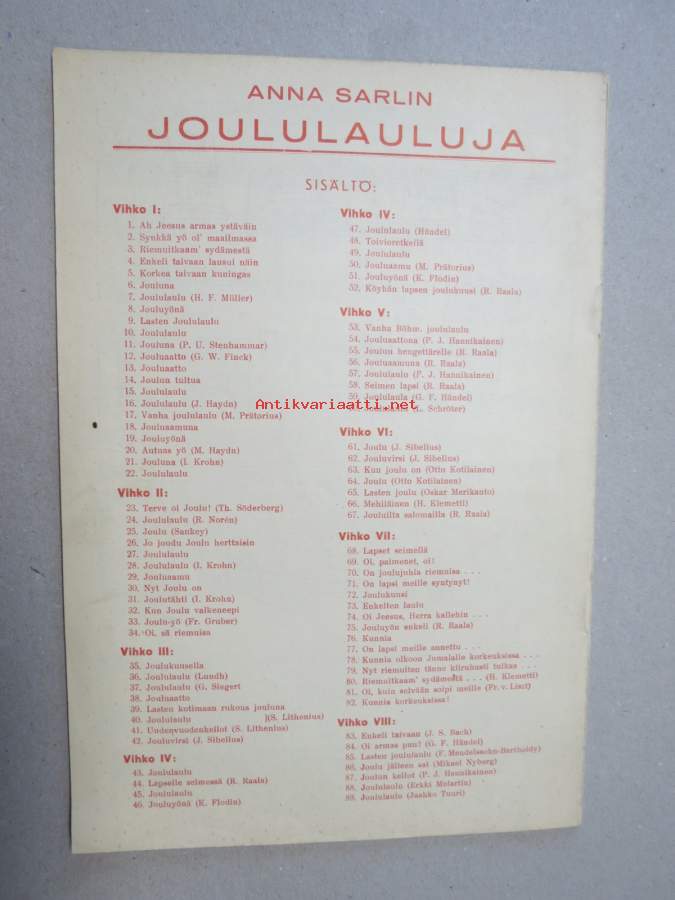 ANNA SARLIN
JOULULAULUJA
SISÄLTÖ:
Vihko I:
1. Ah Jeesus armas ystäväin
2. Synkkä yö ol' maailmassa
3. Riemuitkaam' sydämestä
4. Enkeli taivaan lausui näin
5. Korkea taivaan kuningas
6. Jouluna
7. Joululaulu (H. F. Müller)
8. Jouluyönä
9. Lasten Joululaulu
10. Joululaulu
11. Jouluna (P. U. Stenhammar)
12. Jouluaatto (G. W. Finck)
13. Jouluaatto
14. Joulun tultua
15. Joululaulu
16. Joululaulu (J. Haydn)
17. Vanha joululaulu (M. Prätorius)
18. Jouluaamuna
19. Jouluyönä
20. Autuas yö (M. Haydn)
21. Jouluna (I. Krohn)
22. Joululaulu
Vihko II:
23. Terve oi Joulu! (Th. Söderberg)
24. Joululaulu (R. Norén)
25. Joulu (Sankey)
26. Jo joudu Joulu herttaisin
27. Joululaulu
28. Joululaulu (I. Krohn)
29. Jouluaamu
30. Nyt Joulu on
31. Joulutähti (I. Krohn)
32. Kun Joulu valkeneepi
33. Joulu-yö (Fr. Gruber)
34. Oi, sä riemuisa
Vihko III:
35. Joulukunsella
36. Joululaulu (Lundh)
37. Joululaulu (G. Siegert
38. Jouluaatto
39. Lasten kotimaan rukous jouluna
40. Joululaulu ](S. Lithenius)
41. Uudenvuodenkellot (S. Lithenius)
42. Jouluvirsi (J. Sibelius)
Vihko IV:
43. Joululaulu
44. Lapselle seimessä (R. Raala)
45. Joululaulu
46. Jouluyönä (K. Flodin)
Vihko IV:
47. Joululaulu (Händel)
48. Toivioretkellä
49. Joululaulu
50. Jouluaamu (M. Prätorius)
51. Jouluyönä (K. Flodin)
52. Köyhän lapsen joulukuusi (R. Raala)
Vihko V:
53. Vanha Böhm. joululaulu
54. Jouluaattona (P. J. Hannikainen)
55. Joulun hengettärelle (R. Raala)
56. Jouluaamuna (R. Raala)
57. Joululaulu (P. J. Hannikainen)
58. Seimen lapsi (R. Raala)
59. Joululaulu (G. F. Händel)
Antikvariaatti.net
Schröter)
Vihko VI:
61. Joulu (J. Sibelius)
62. Jouluvirsi (J. Sibelius)
63. Kun joulu on (Otto Kotilainen)
64. Joulu (Otto Kotilainen)
65. Lasten joulu (Oskar Merikanto)
66. Mehiläinen (H. Klemetti)
67. Jouluilta salomailla (R. Raala)
Vihko VII:
68. Lapset seimellä
69. Oi, paimenet, oi!
70. On joulujuhla riemuisa . . .
71. On lapsi meille syntynyt!
72. Joulukuusi
73. Enkelten laulu
74. Oi Jeesus, Herra kallehin . . .
75. Jouluyön enkeli (R. Raala)
76. Kunnia
77. On lapsi meille annettu . . .
78. Kunnia olkoon Jumalalle korkeuksissa . . .
79. Nyt riemuiten tänne kiiruhasti tulkaa . . .
80. Riemuitkaam' sydämestä . . . (H. Klemetti)
81. Oi, kuin selvään soipi meille (Fr. v. Liszt)
82. Kunnia korkeuksissa!
Vihko VIII:
83. Enkeli taivaan (J. S. Bach)
84. Oi armas puu! (G. F. Händel)
85. Lasten joululaulu (F. Mendelssohn-Bartholdy)
86. Joulu jälleen sai (Mikael Nyberg)
87. Joulun kellot (P. J. Hannikainen)
88. Joululaulu (Erkki Melartin)
89. Joululaulu (Jaakko Tuuri)